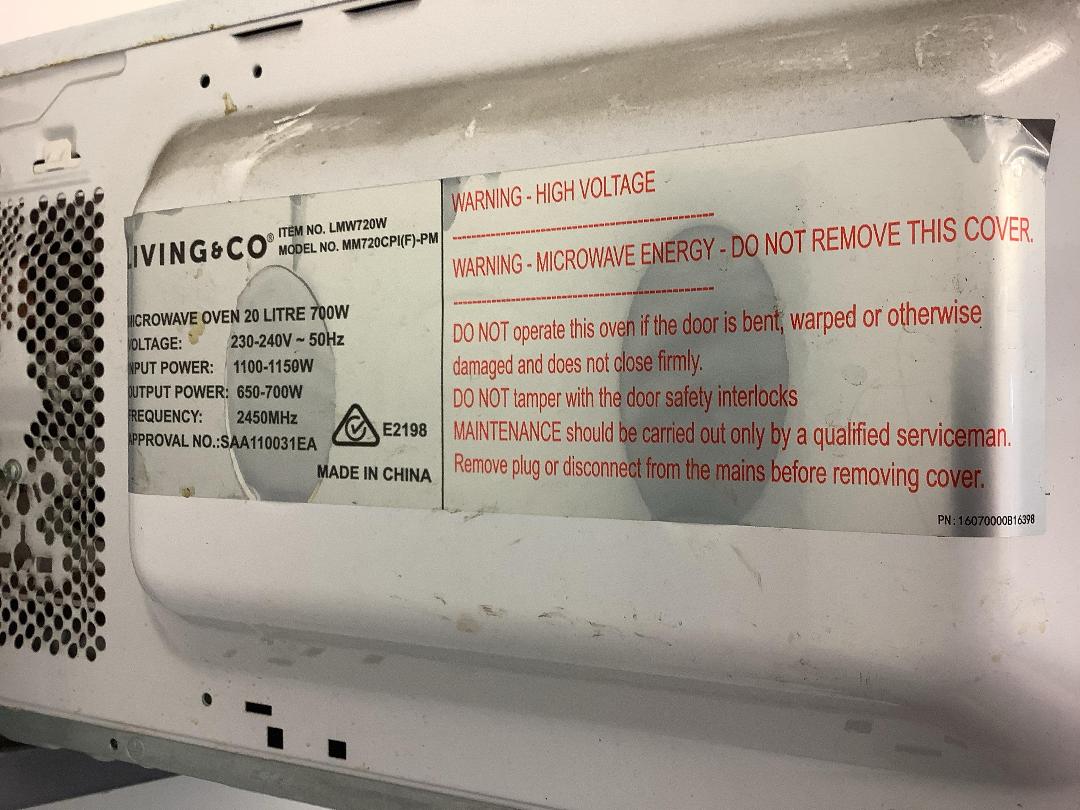 LIVING&CO®
ITEM NO. LMW720W
MODEL NO. MM720CPI(F)-PM
MICROWAVE OVEN 20 LITRE 700W
VOLTAGE: 230-240V ~ 50Hz
INPUT POWER: 1100-1150W
OUTPUT POWER: 650-700W
FREQUENCY: 2450MHz
APPROVAL NO.:SAA110031EA
E2198
MADE IN CHINA
WARNING - HIGH VOLTAGE
WARNING - MICROWAVE ENERGY - DO NOT REMOVE THIS COVER.
DO NOT operate this oven if the door is bent, warped or otherwise
damaged and does not close firmly.
DO NOT tamper with the door safety interlocks
MAINTENANCE should be carried out only by a qualified serviceman.
Remove plug or disconnect from the mains before removing cover.
PN:16070000B16398